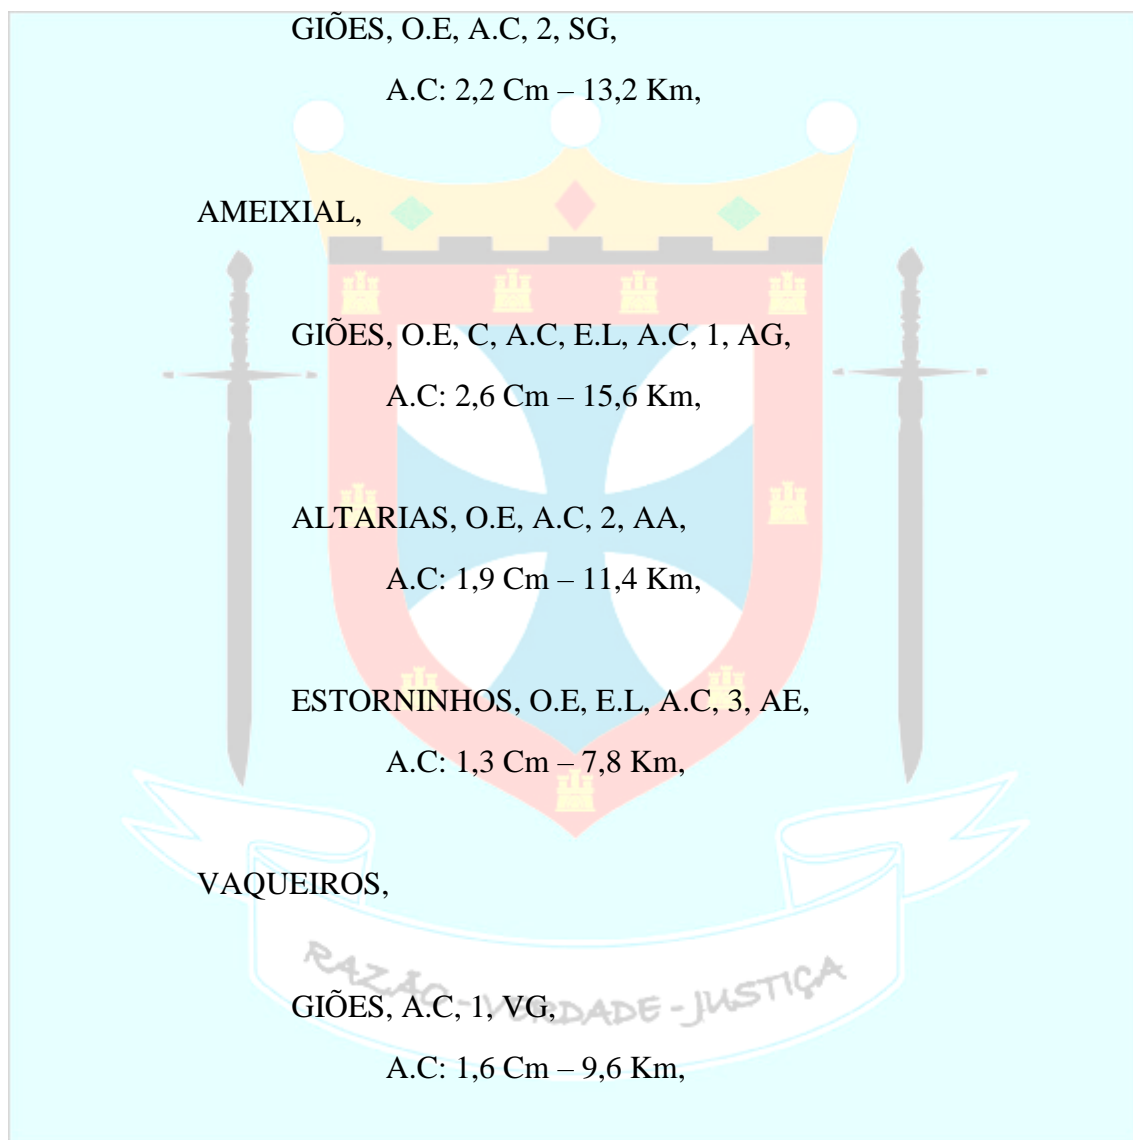 GIÕES, O.E, A.C, 2, SG,
A.C: 2,2 Cm – 13,2 Km,
AMEIXIAL,
GIÕES, O.E, C, A.C, E.L, A.C, 1, AG,
A.C: 2,6 Cm – 15,6 Km,
ALTARIAS, O.E, A.C, 2, AA,
A.C: 1,9 Cm – 11,4 Km,
ESTORNINHOS, O.E, E.L, A.C, 3, AE,
A.C: 1,3 Cm – 7,8 Km,
VAQUEIROS,
RAZÃO - VERDADE - JUSTIÇA
GIÕES, A.C, 1, VG,
A.C: 1,6 Cm – 9,6 Km,